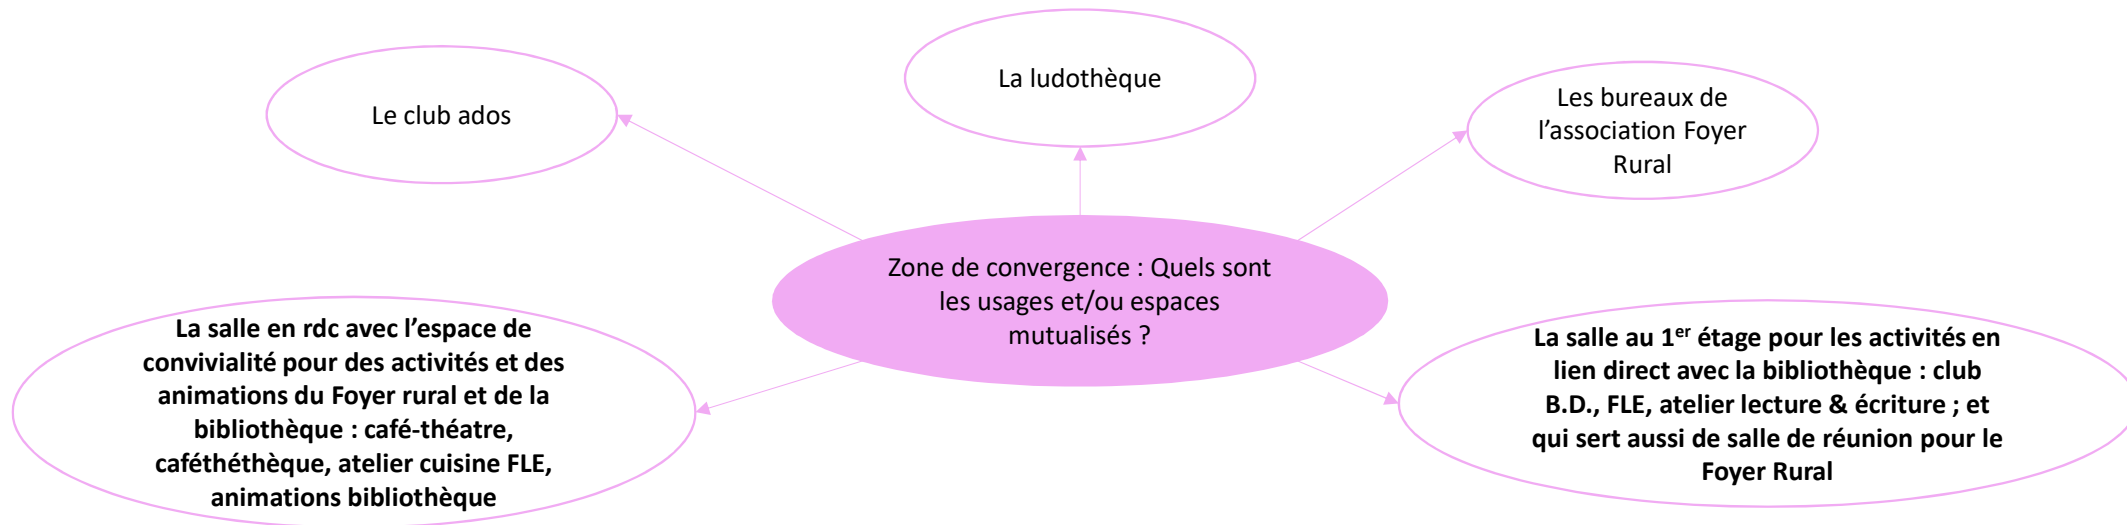 La ludothèque
Le club ados
Les bureaux de
l’association Foyer
Rural
Zone de convergence : Quels sont
les usages et/ou espaces
mutualisés ?
La salle en rdc avec l’espace de
convivialité pour des activités et des
animations du Foyer rural et de la
bibliothèque : café-théatre,
caféthéthèque, atelier cuisine FLE,
animations bibliothèque
La salle au 1er étage pour les activités en
lien direct avec la bibliothèque : club
B.D., FLE, atelier lecture & écriture ; et
qui sert aussi de salle de réunion pour le
Foyer Rural